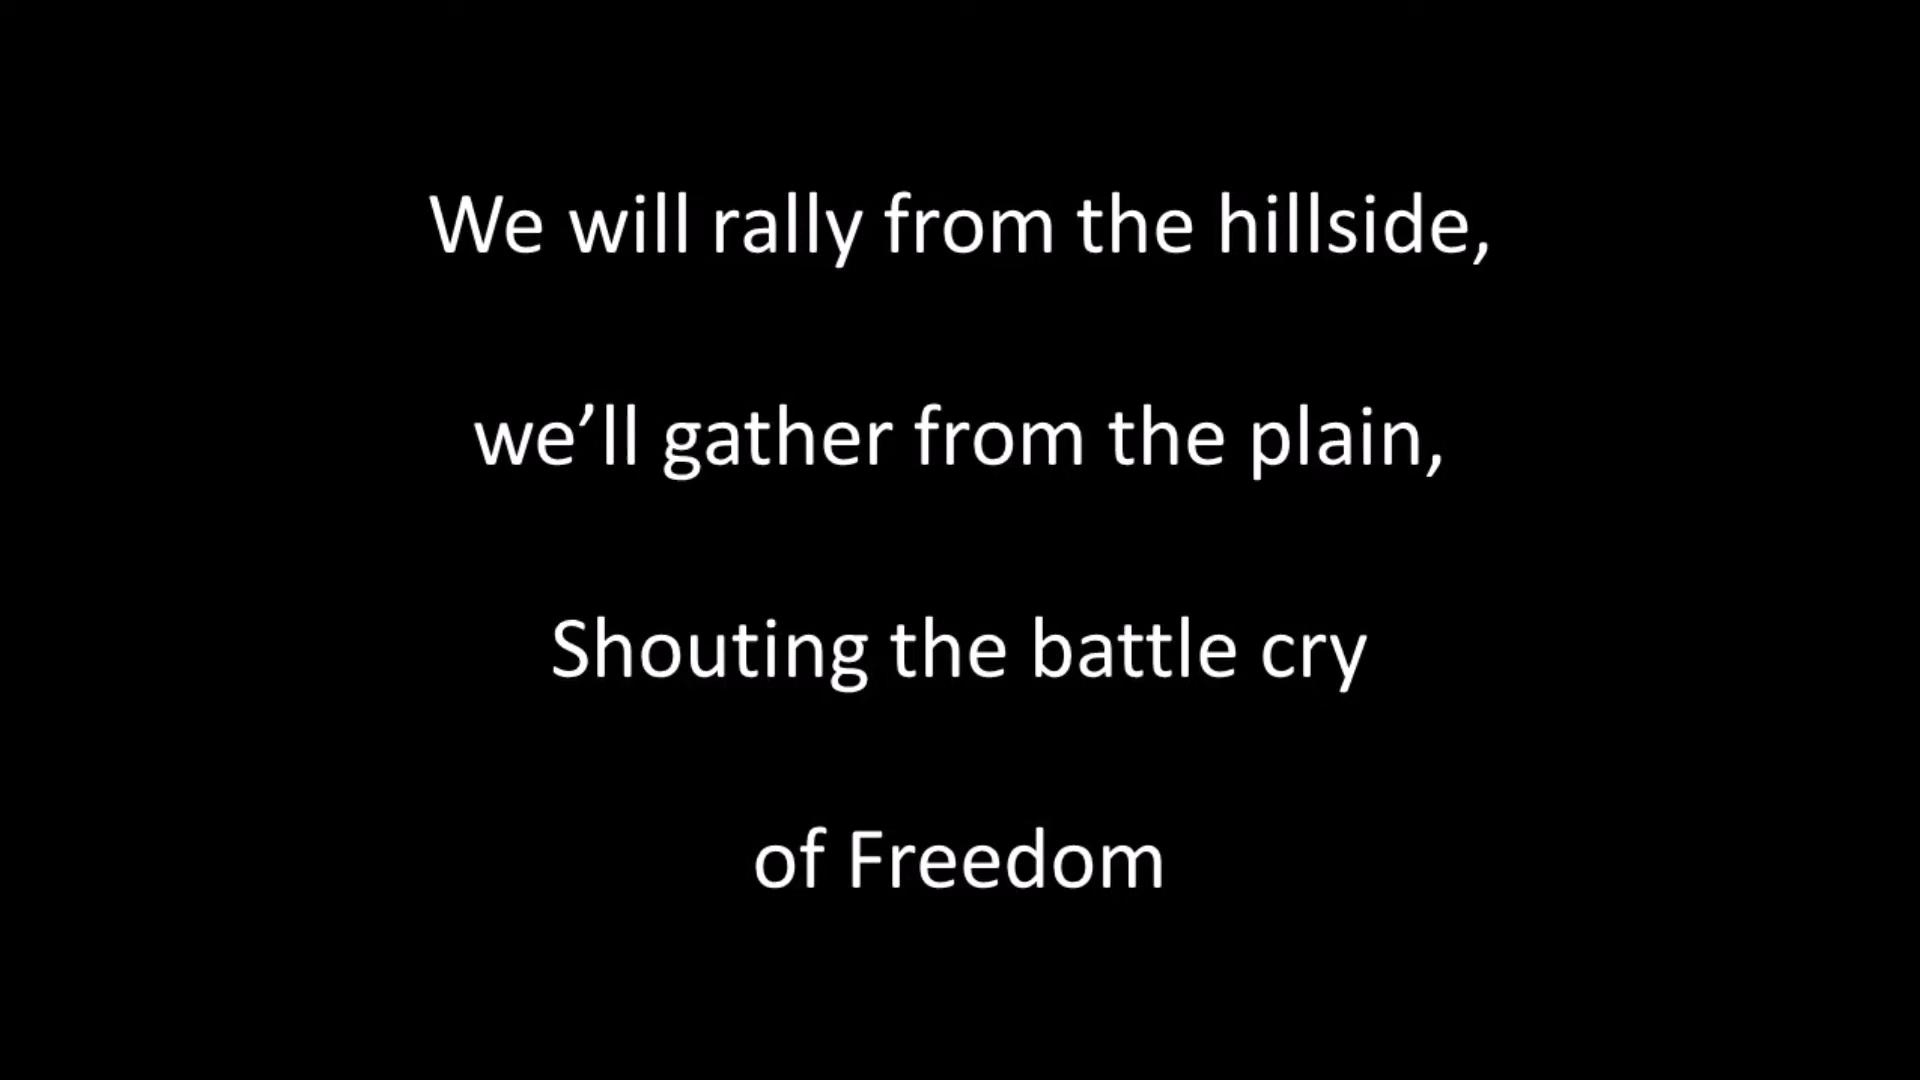 We will rally from the hillside,
we’ll gather from the plain,
Shouting the battle cry
of Freedom